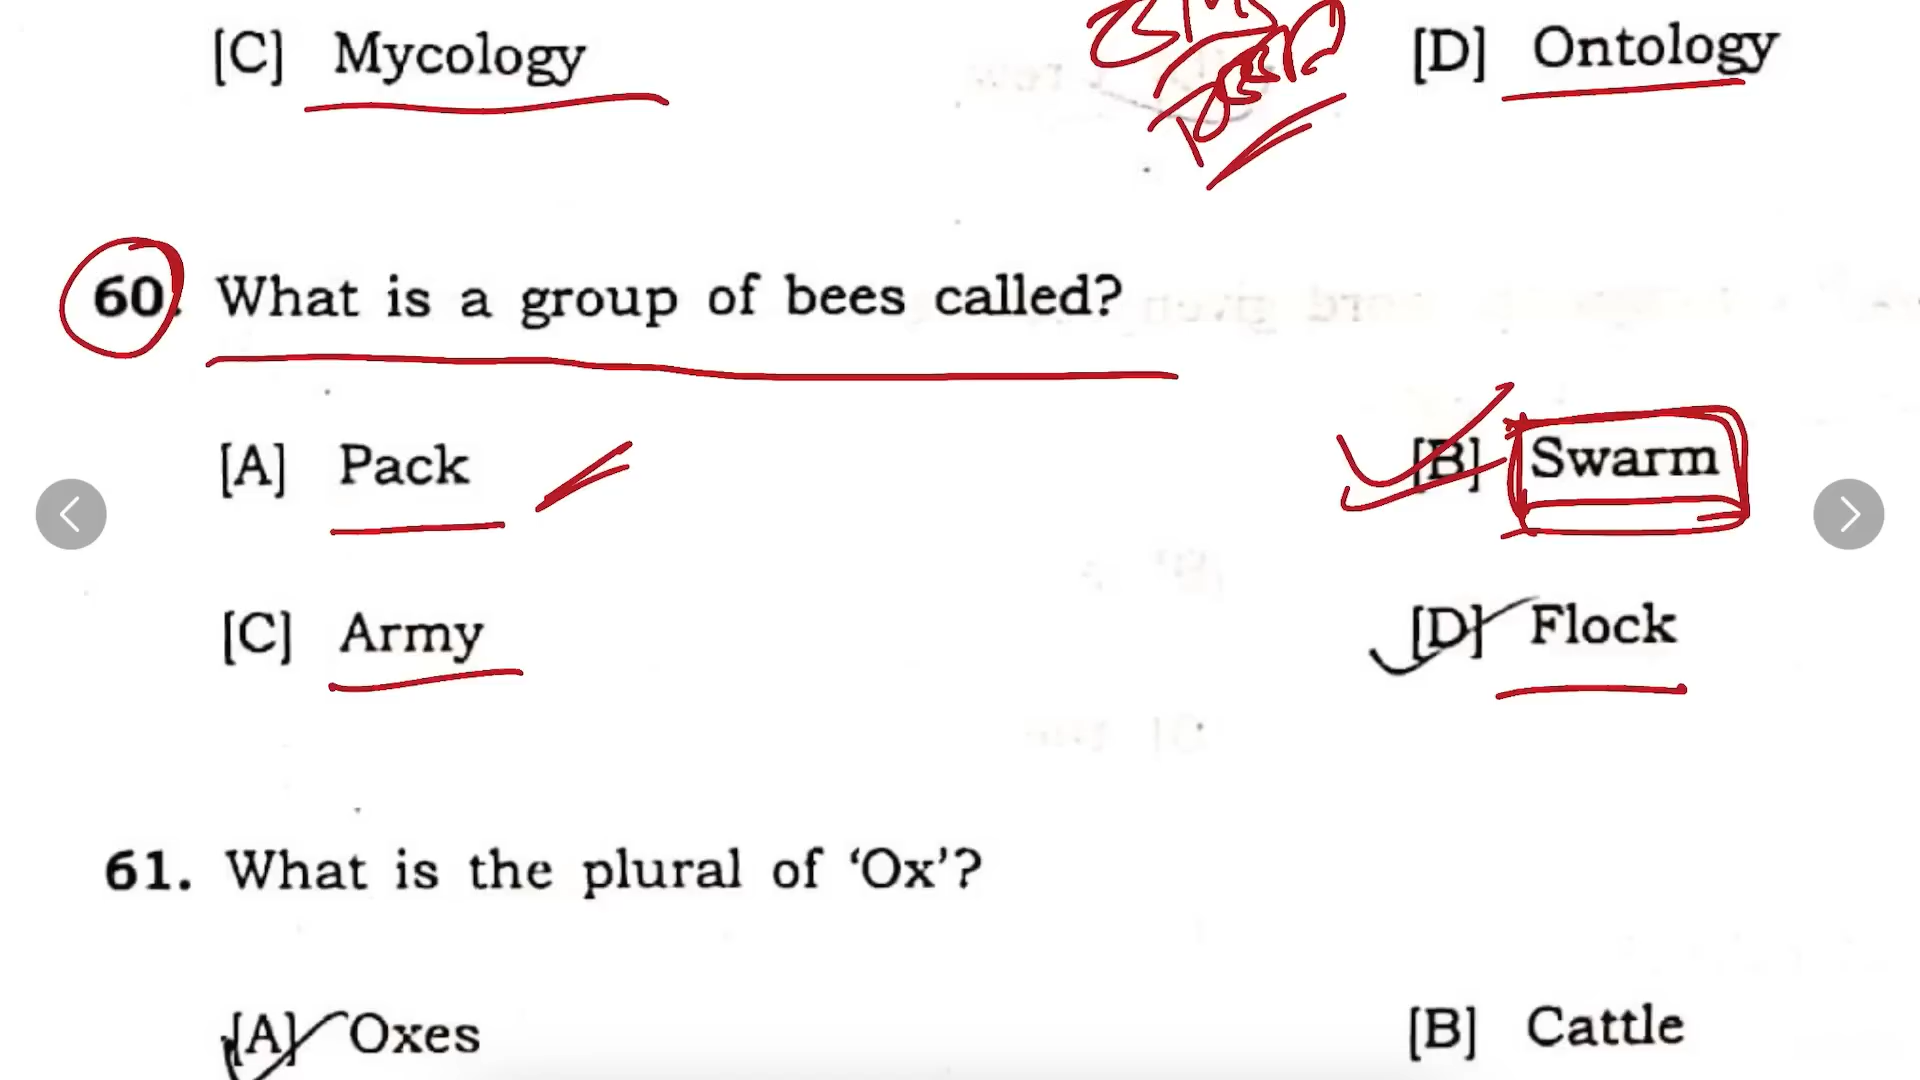 [C] Mycology [D] Ontology
60. What is a group of bees called?
[A] Pack [B] Swarm
[C] Army [D] Flock
61. What is the plural of ‘Ox’?
[A] Oxes [B] Cattle